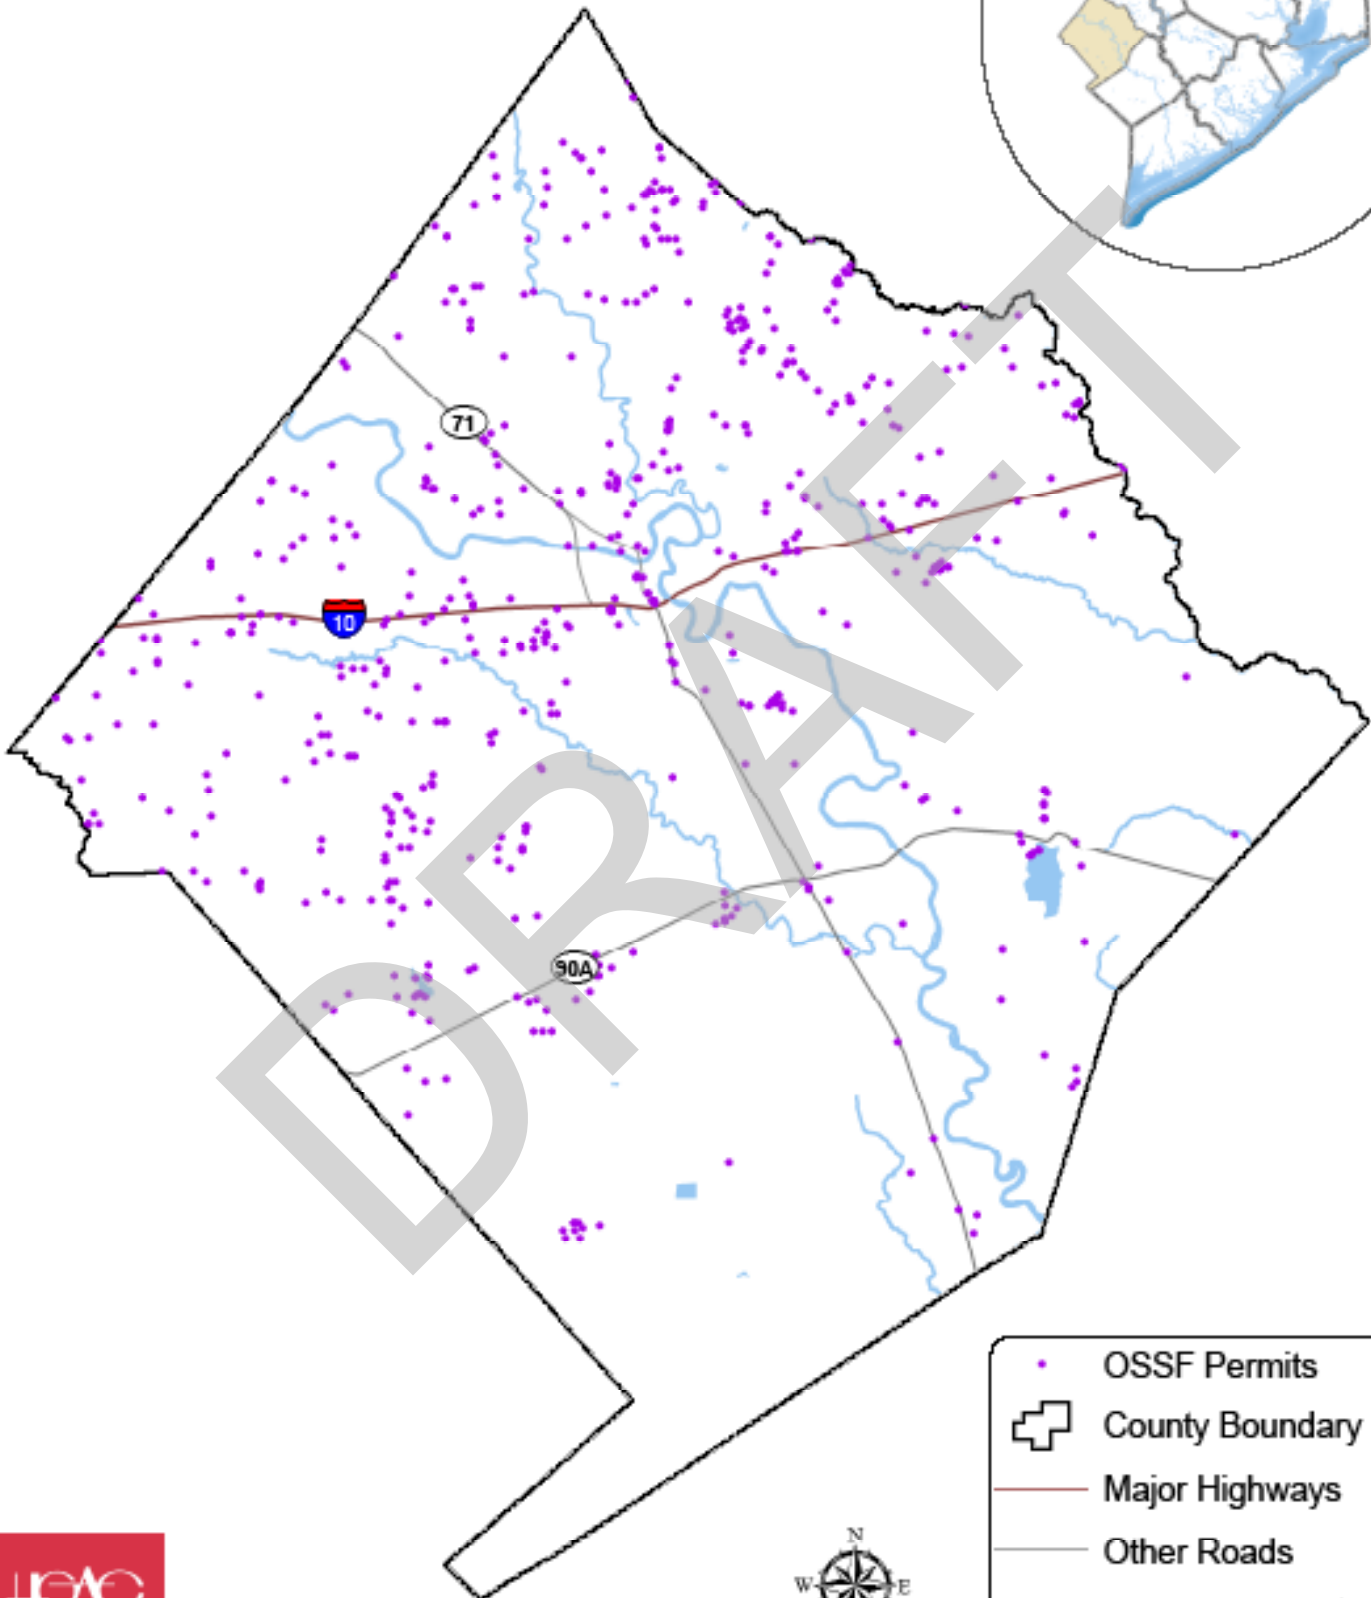 71
10
90A
DRAFT
OSSF Permits
County Boundary
Major Highways
Other Roads
N
W
E